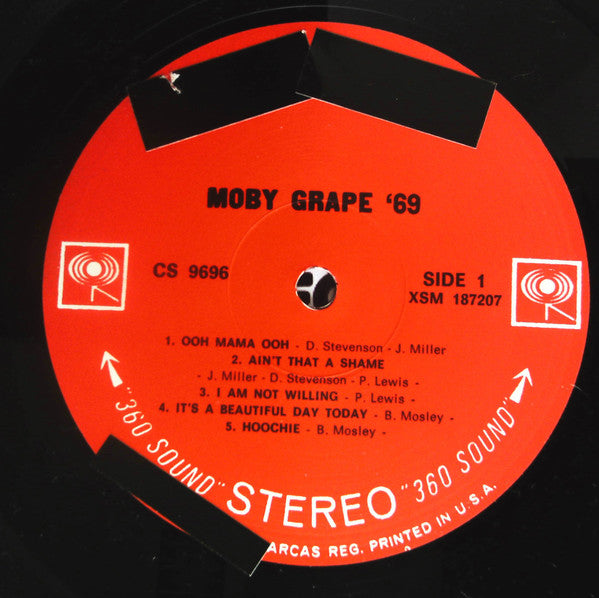 MOBY GRAPE '69
CS 9696
SIDE 1
XSM 187207
1. OOH MAMA OOH - D. Stevenson - J. Miller
2. AIN'T THAT A SHAME
- J. Miller - D. Stevenson - P. Lewis -
3. I AM NOT WILLING - P. Lewis -
4. IT'S A BEAUTIFUL DAY TODAY - B. Mosley -
5. HOOCHIE - B. Mosley -
"360 SOUND" STEREO "360 SOUND"
ARCAS REG. PRINTED IN U.S.A.